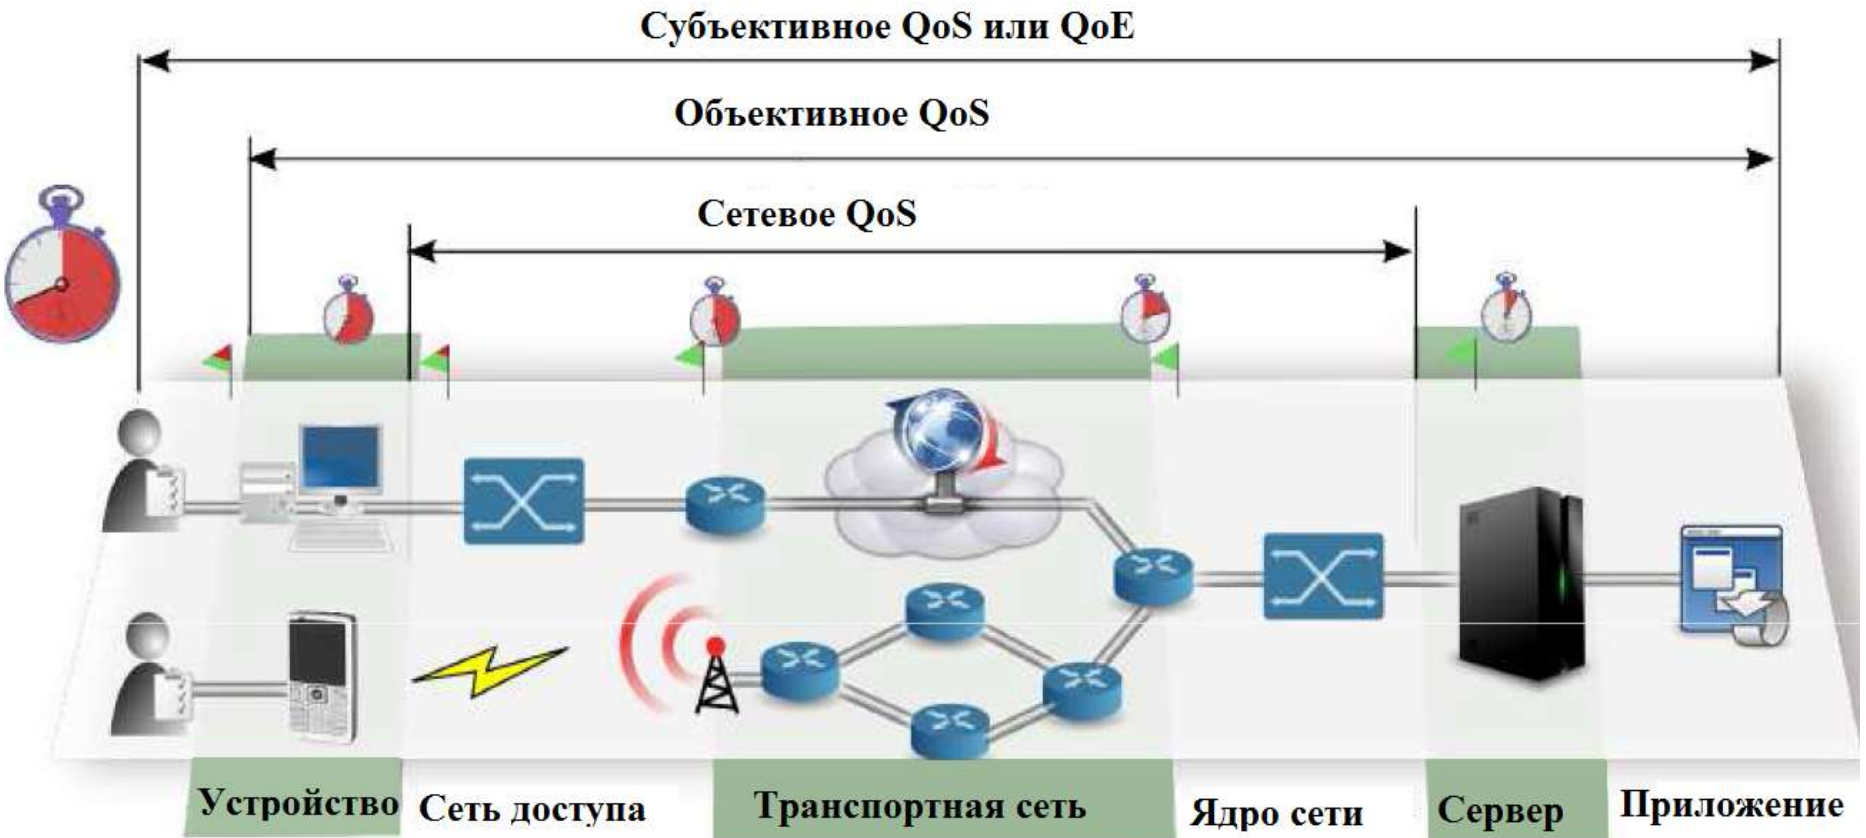 Субъективное QoS или QoE
Объективное QoS
Сетевое QoS
Устройство
Сеть доступа
Транспортная сеть
Ядро сети
Сервер
Приложение